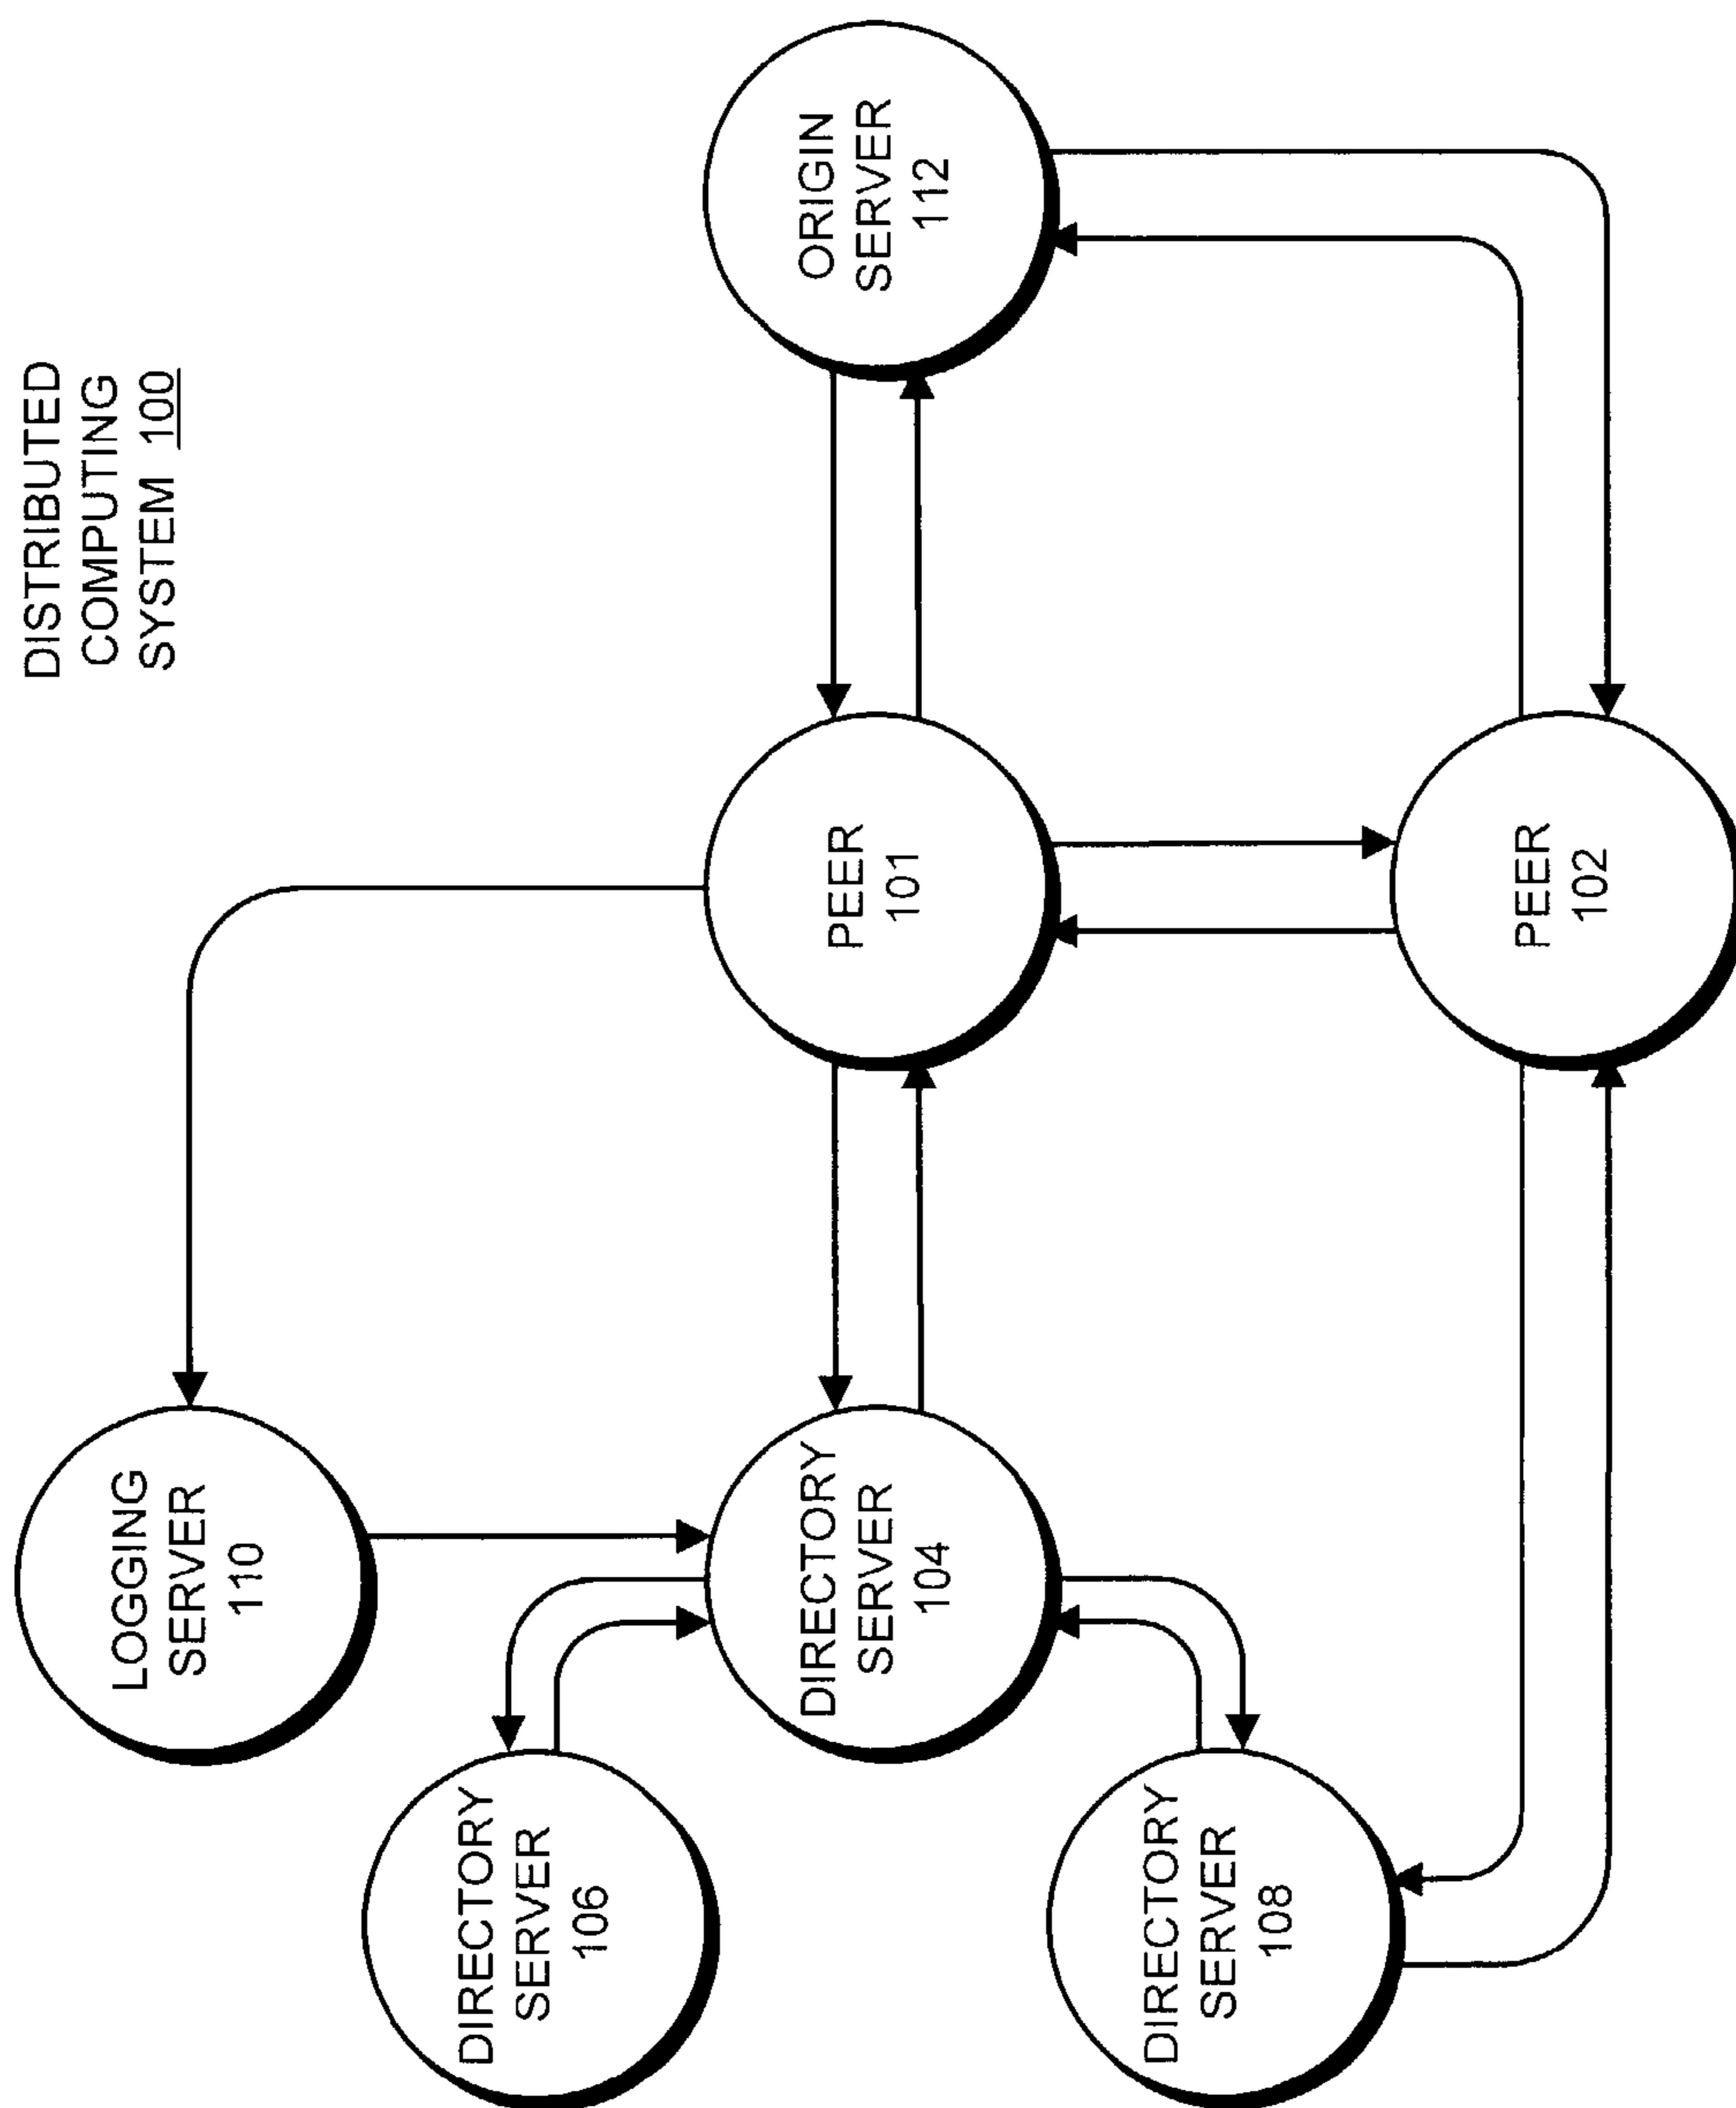 DISTRIBUTED
COMPUTING
SYSTEM 100
LOGGING
SERVER
110
DIRECTORY
SERVER
106
DIRECTORY
SERVER
104
PEER
101
ORIGIN
SERVER
112
DIRECTORY
SERVER
108
PEER
102